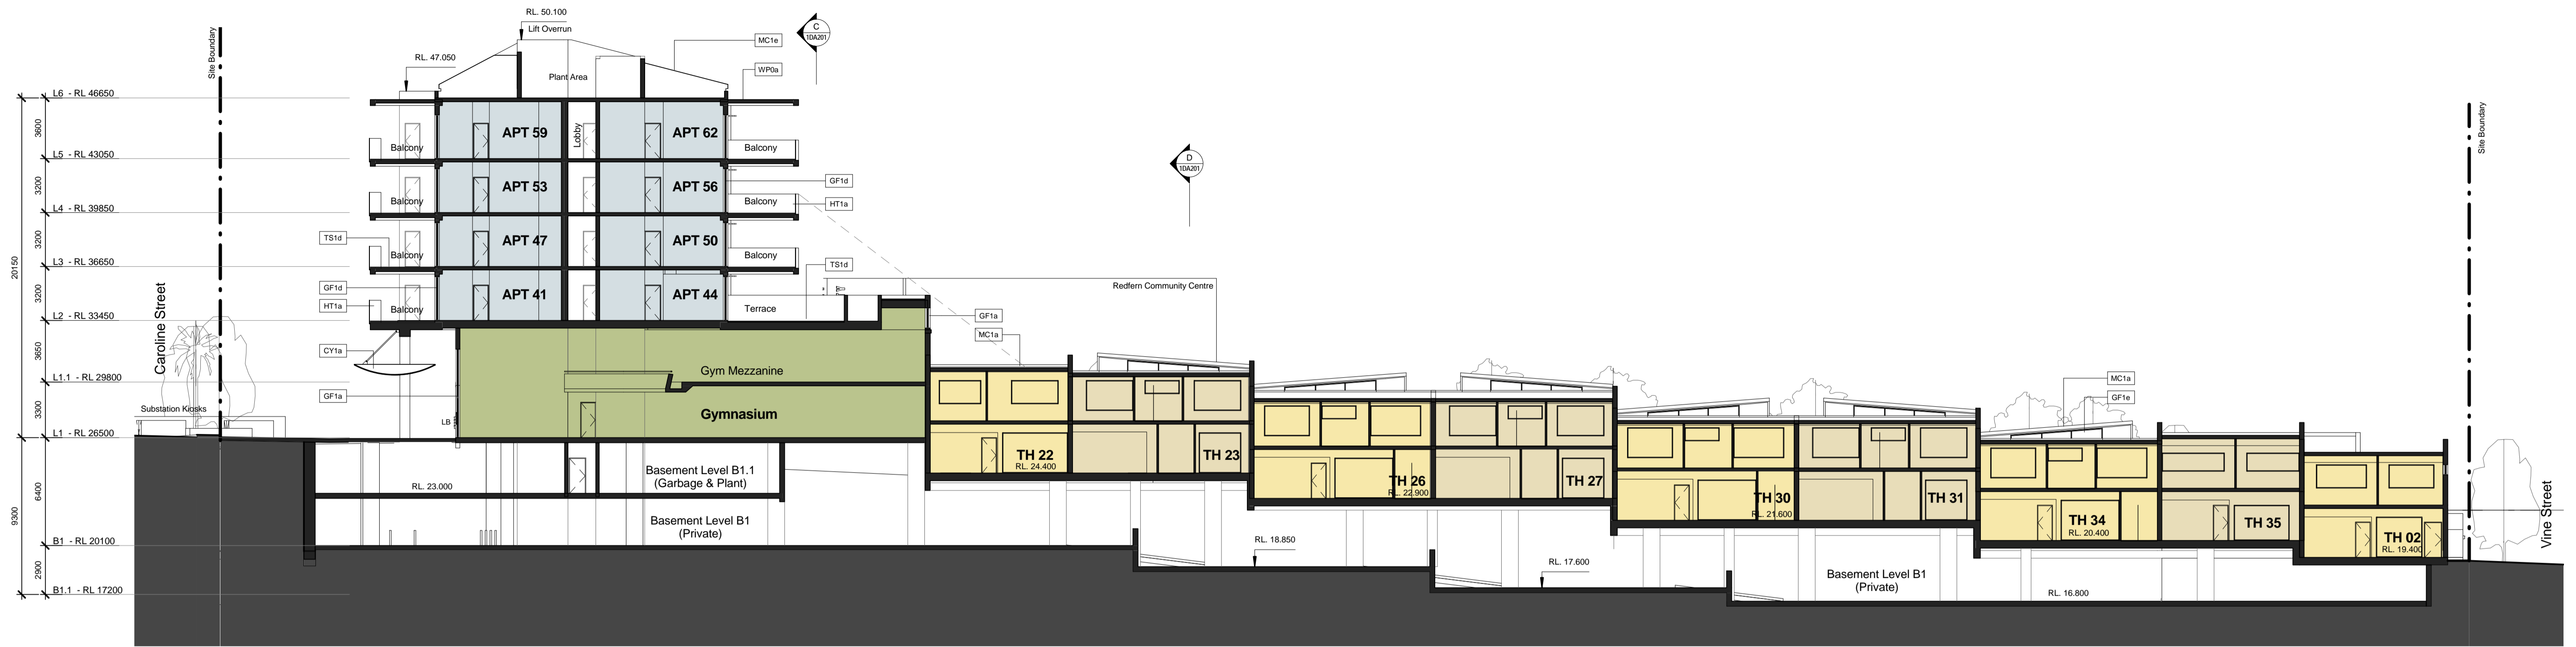 RL. 50.100
Lift Overrun
C
1DA201
MC1e
Site Boundary
RL. 47.050
Plant Area
WP0a
L6 - RL 46650
3600
APT 59
Lobby
APT 62
Balcony
Balcony
L5 - RL 43050
Site Boundary
D
1DA201
3200
APT 53
APT 56
GF1d
Balcony
Balcony
HT1a
L4 - RL 39850
TS1d
3200
APT 47
APT 50
Balcony
Balcony
20150
L3 - RL 36650
TS1d
GF1d
3200
APT 41
APT 44
Redfern Community Centre
HT1a
Balcony
Terrace
L2 - RL 33450
GF1a
Caroline Street
MC1a
3650
CY1a
Gym Mezzanine
L1.1 - RL 29800
MC1a
GF1a
GF1e
3300
Substation Kiosks
Gymnasium
LB
L1 - RL 26500
TH 22
RL. 24.400
TH 23
Basement Level B1.1
(Garbage & Plant)
RL. 23.000
TH 26
RL. 22.900
TH 27
6400
TH 30
RL. 21.600
TH 31
9300
Basement Level B1
(Private)
TH 34
RL. 20.400
TH 35
TH 02
RL. 19.400
Vine Street
B1 - RL 20100
RL. 18.850
2900
RL. 17.600
Basement Level B1
(Private)
B1.1 - RL 17200
RL. 16.800